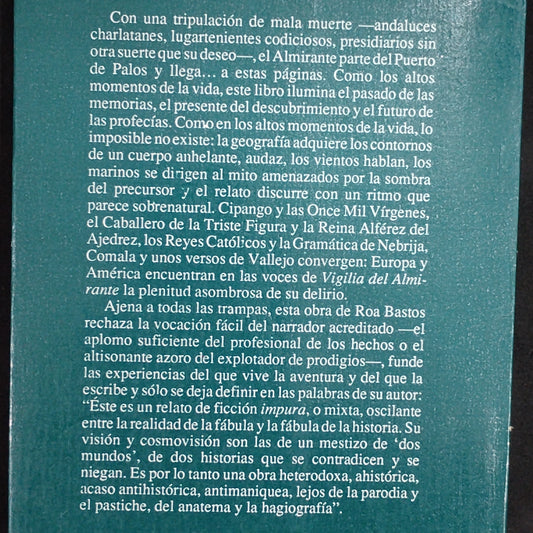 Con una tripulación de mala muerte —andaluces
charlatanes, lugartenientes codiciosos, presidiarios sin
otra suerte que su deseo—, el Almirante parte del Puerto
de Palos y llega... a estas páginas. Como los altos
momentos de la vida, este libro ilumina el pasado de las
memorias, el presente del descubrimiento y el futuro de
las profecías. Como en los altos momentos de la vida, lo
imposible no existe: la geografía adquiere los contornos
de un cuerpo anhelante, audaz, los vientos hablan, los
marinos se dirigen al mito amenazados por la sombra
del precursor y el relato discurre con un ritmo que
parece sobrenatural. Cipango y las Once Mil Vírgenes,
el Caballero de la Triste Figura y la Reina Alférez del
Ajedrez, los Reyes Católicos y la Gramática de Nebrija,
Comala y unos versos de Vallejo convergen: Europa y
América encuentran en las voces de Vigilia del Almi-
rante la plenitud asombrosa de su delirio.
Ajena a todas las trampas, esta obra de Roa Bastos
rechaza la vocación fácil del narrador acreditado —el
aplomo suficiente del profesional de los hechos o el
altisonante azoro del explotador de prodigios—, funde
las experiencias del que vive la aventura y del que la
escribe y sólo se deja definir en las palabras de su autor:
“Éste es un relato de ficción impura, o mixta, oscilante
entre la realidad de la fábula y la fábula de la historia. Su
visión y cosmovisión son las de un mestizo de ‘dos
mundos’, de dos historias que se contradicen y se
niegan. Es por lo tanto una obra heterodoxa, ahistórica,
acaso antihistórica, antimaniquea, lejos de la parodia y
el pastiche, del anatema y la hagiografía”.